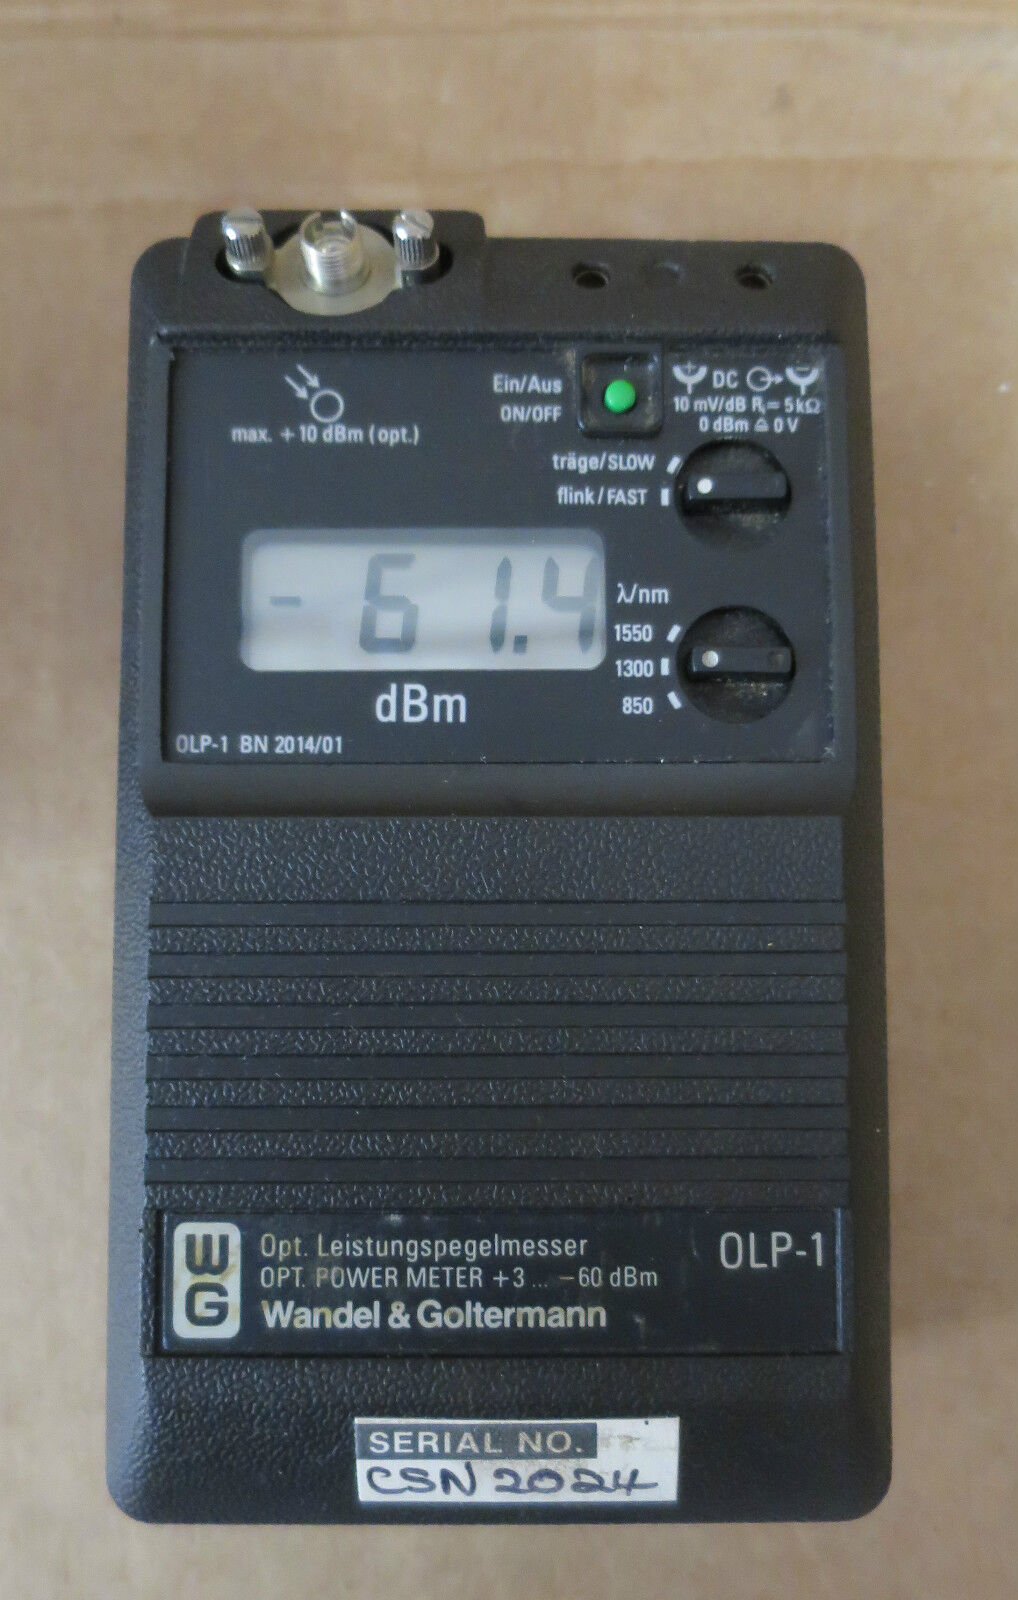 Ein/Aus
ON/OFF
DC
10 mV/dB Rᵢ = 5 kΩ
0 dBm ≙ 0 V
max. +10 dBm (opt.)
träge/SLOW
flink/FAST
- 61.4
dBm
λ/nm
1550
1300
850
OLP-1 BN 2014/01
WG
Opt. Leistungspegelmesser
OPT. POWER METER +3 ... −60 dBm
Wandel & Goltermann
OLP-1
SERIAL NO.
CSN 2024